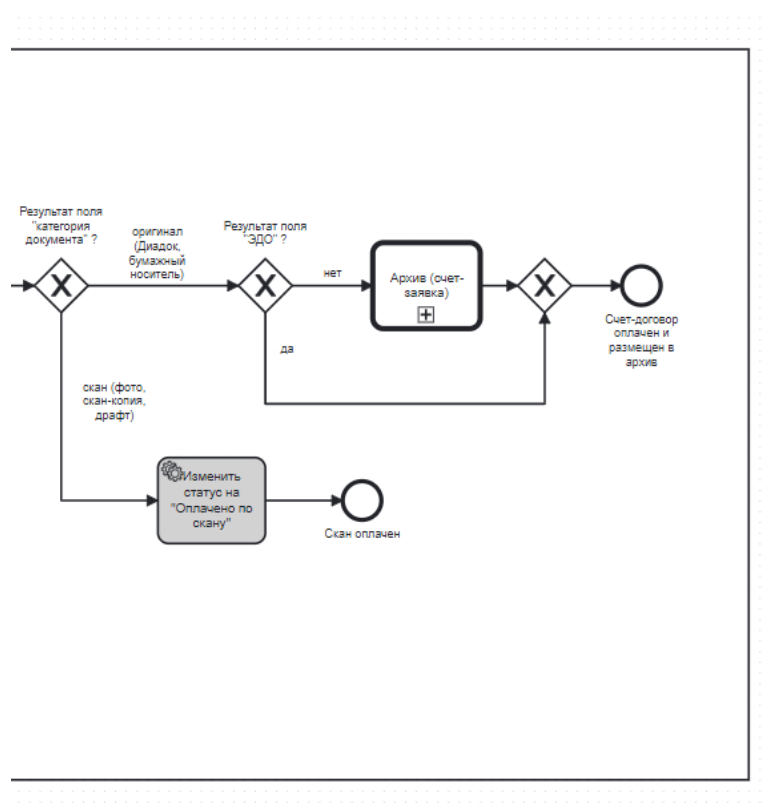 Результат поля
"категория
документа" ?
оригинал
(Диадок,
бумажный
носитель)
Результат поля
"ЭДО" ?
нет
Архив (счет-
заявка)
Счет-договор
оплачен и
размещен в
архив
да
скан (фото,
скан-копия,
драфт)
Изменить
статус на
"Оплачено по
скану"
Скан оплачен